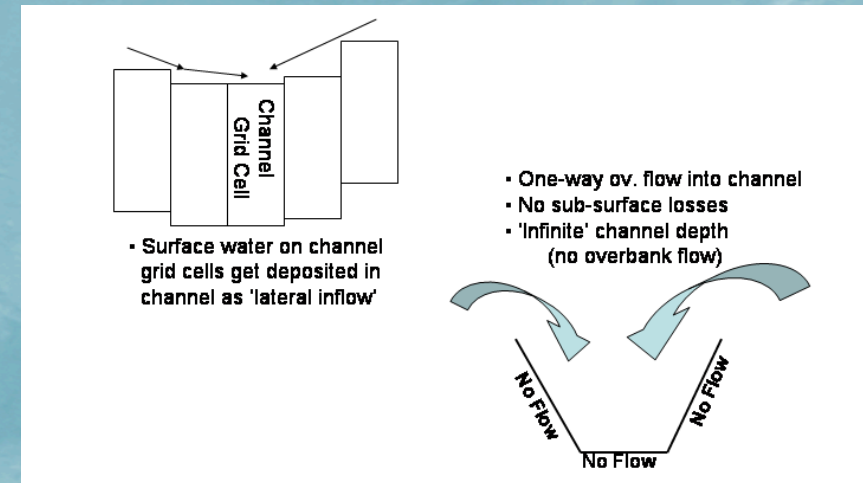 Channel
Grid Cell
▪ Surface water on channel
grid cells get deposited in
channel as 'lateral inflow'
▪ One-way ov. flow into channel
▪ No sub-surface losses
▪ 'Infinite' channel depth
(no overbank flow)
No Flow
No Flow
No Flow